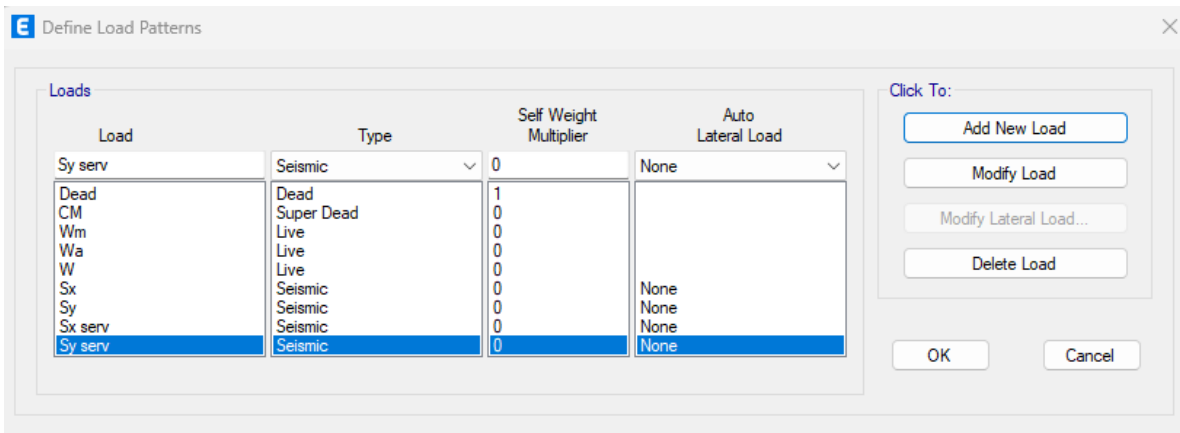 E Define Load Patterns
Loads
Click To:
Load Type Self Weight Multiplier Auto Lateral Load
Sy serv Seismic 0 None
Dead Dead 1
CM Super Dead 0
Wm Live 0
Wa Live 0
W Live 0
Sx Seismic 0 None
Sy Seismic 0 None
Sx serv Seismic 0 None
Sy serv Seismic 0 None
Add New Load
Modify Load
Modify Lateral Load...
Delete Load
OK Cancel